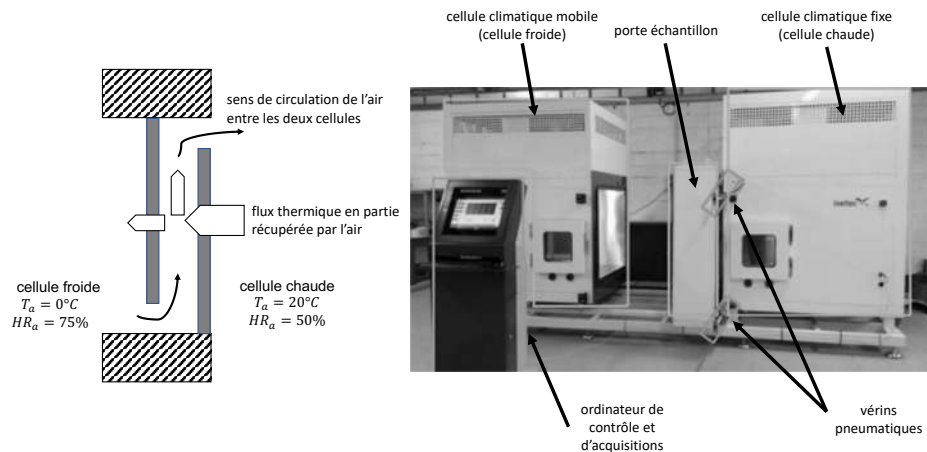 cellule climatique mobile
(cellule froide)
porte échantillon
cellule climatique fixe
(cellule chaude)
sens de circulation de l'air
entre les deux cellules
flux thermique en partie
récupérée par l'air
cellule froide
T_a = 0°C
HR_a = 75%
cellule chaude
T_a = 20°C
HR_a = 50%
ordinateur de
contrôle et
d'acquisitions
vérins
pneumatiques